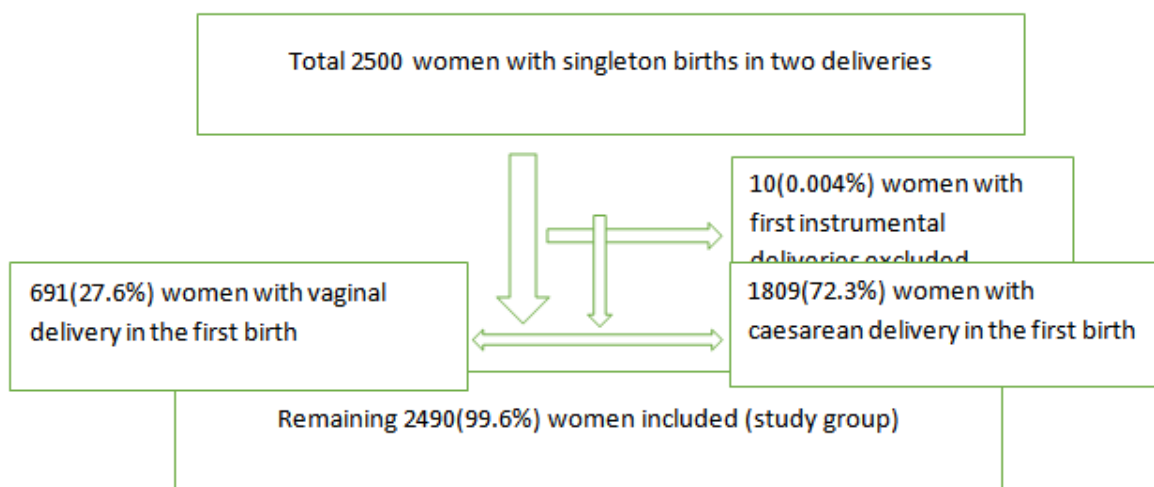 Total 2500 women with singleton births in two deliveries
10(0.004%) women with
first instrumental
deliveries excluded
691(27.6%) women with vaginal
delivery in the first birth
1809(72.3%) women with
caesarean delivery in the first birth
Remaining 2490(99.6%) women included (study group)